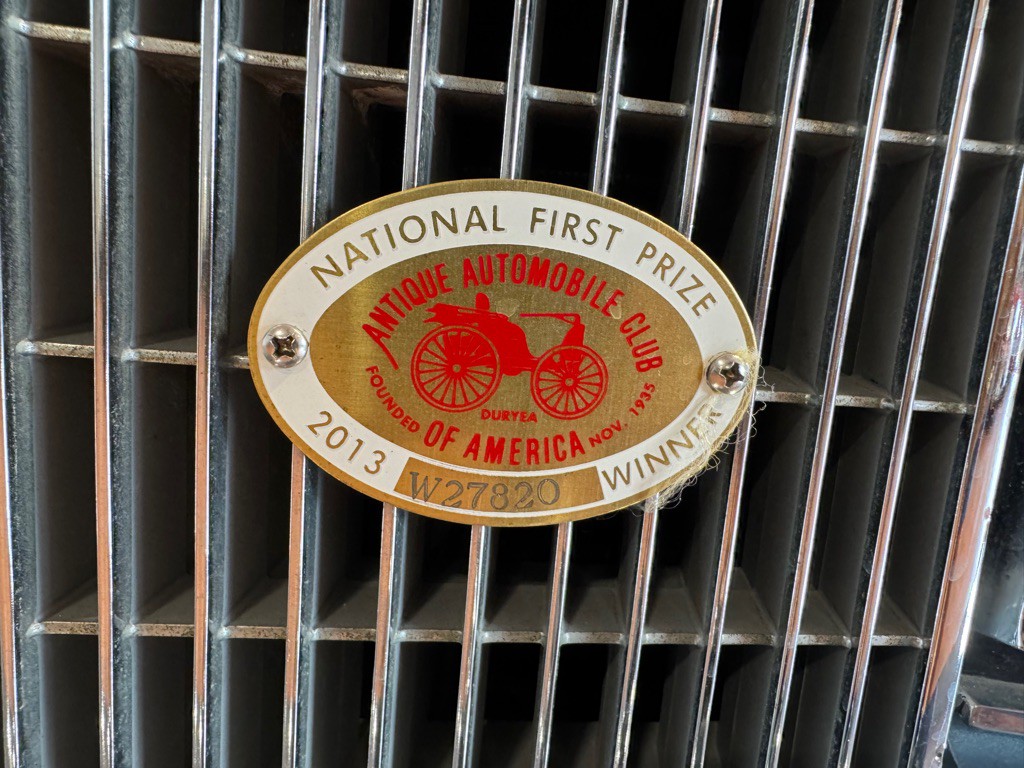 NATIONAL FIRST PRIZE
ANTIQUE AUTOMOBILE CLUB
DURYEA
FOUNDED NOV. 1935
OF AMERICA
2013 WINNER
W27820